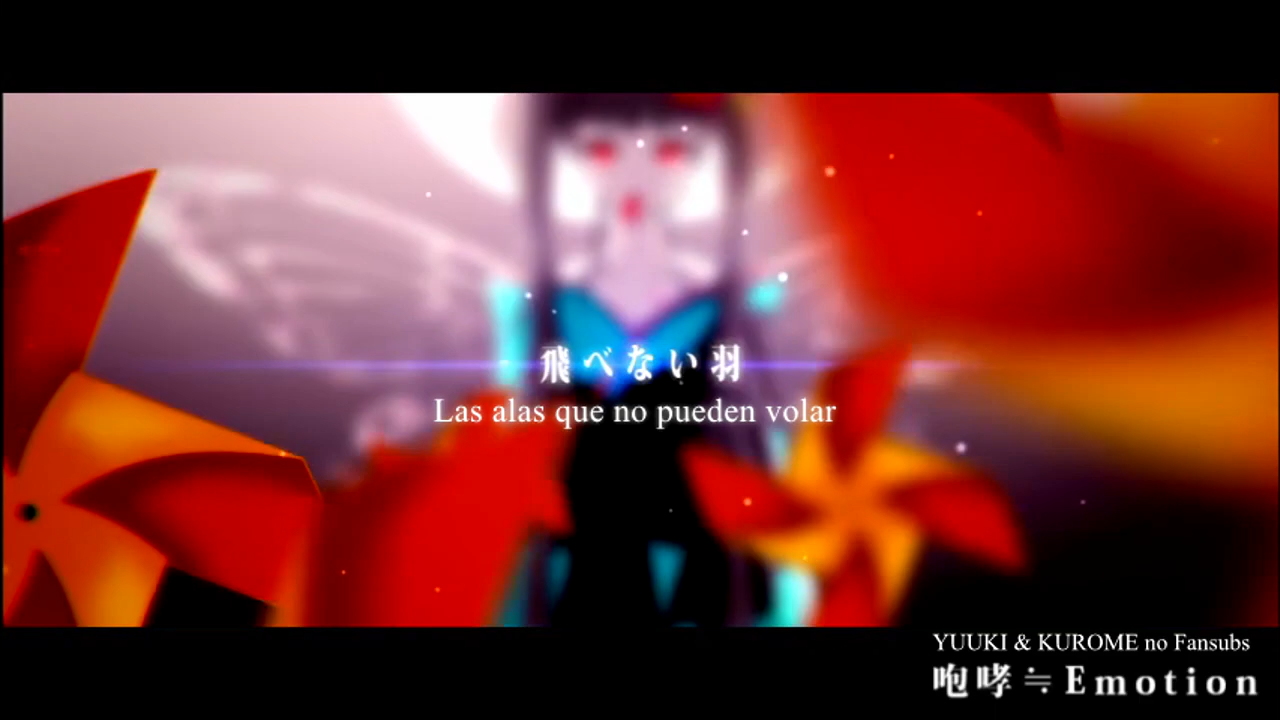 飛べない羽
Las alas que no pueden volar
YUUKI & KUROME no Fansubs
咆哮≒Emotion